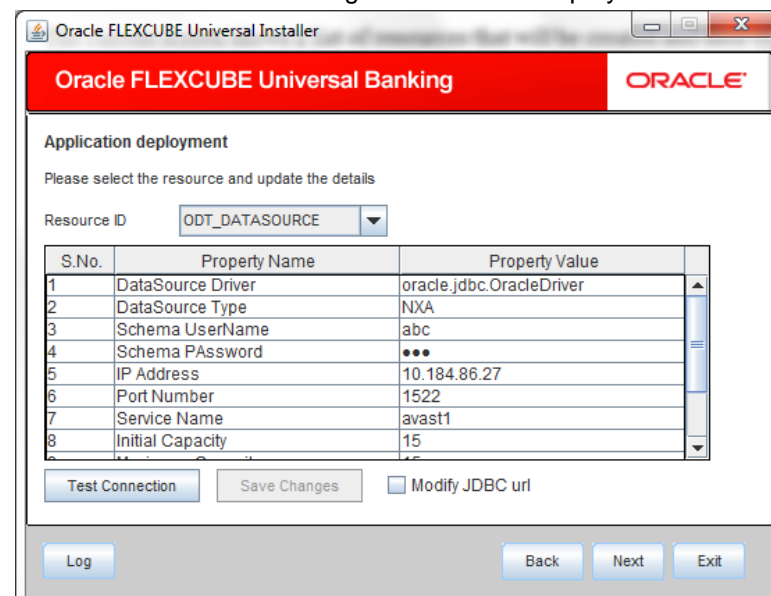 Oracle FLEXCUBE Universal Installer
Oracle FLEXCUBE Universal Banking ORACLE
Application deployment
Please select the resource and update the details
Resource ID ODT_DATASOURCE
S.No. Property Name Property Value
1 DataSource Driver oracle.jdbc.OracleDriver
2 DataSource Type NXA
3 Schema UserName abc
4 Schema PAssword ●●●
5 IP Address 10.184.86.27
6 Port Number 1522
7 Service Name avast1
8 Initial Capacity 15
Test Connection Save Changes Modify JDBC url
Log Back Next Exit